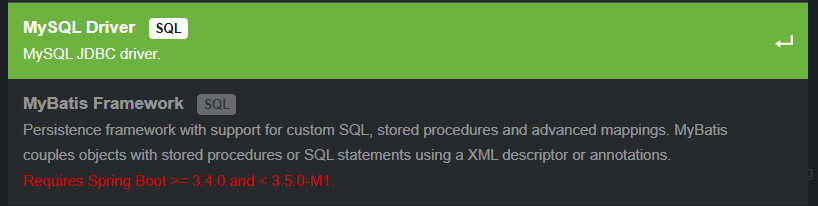 MySQL Driver SQL
MySQL JDBC driver.
MyBatis Framework SQL
Persistence framework with support for custom SQL, stored procedures and advanced mappings. MyBatis
couples objects with stored procedures or SQL statements using a XML descriptor or annotations.
Requires Spring Boot >= 3.4.0 and < 3.5.0-M1.